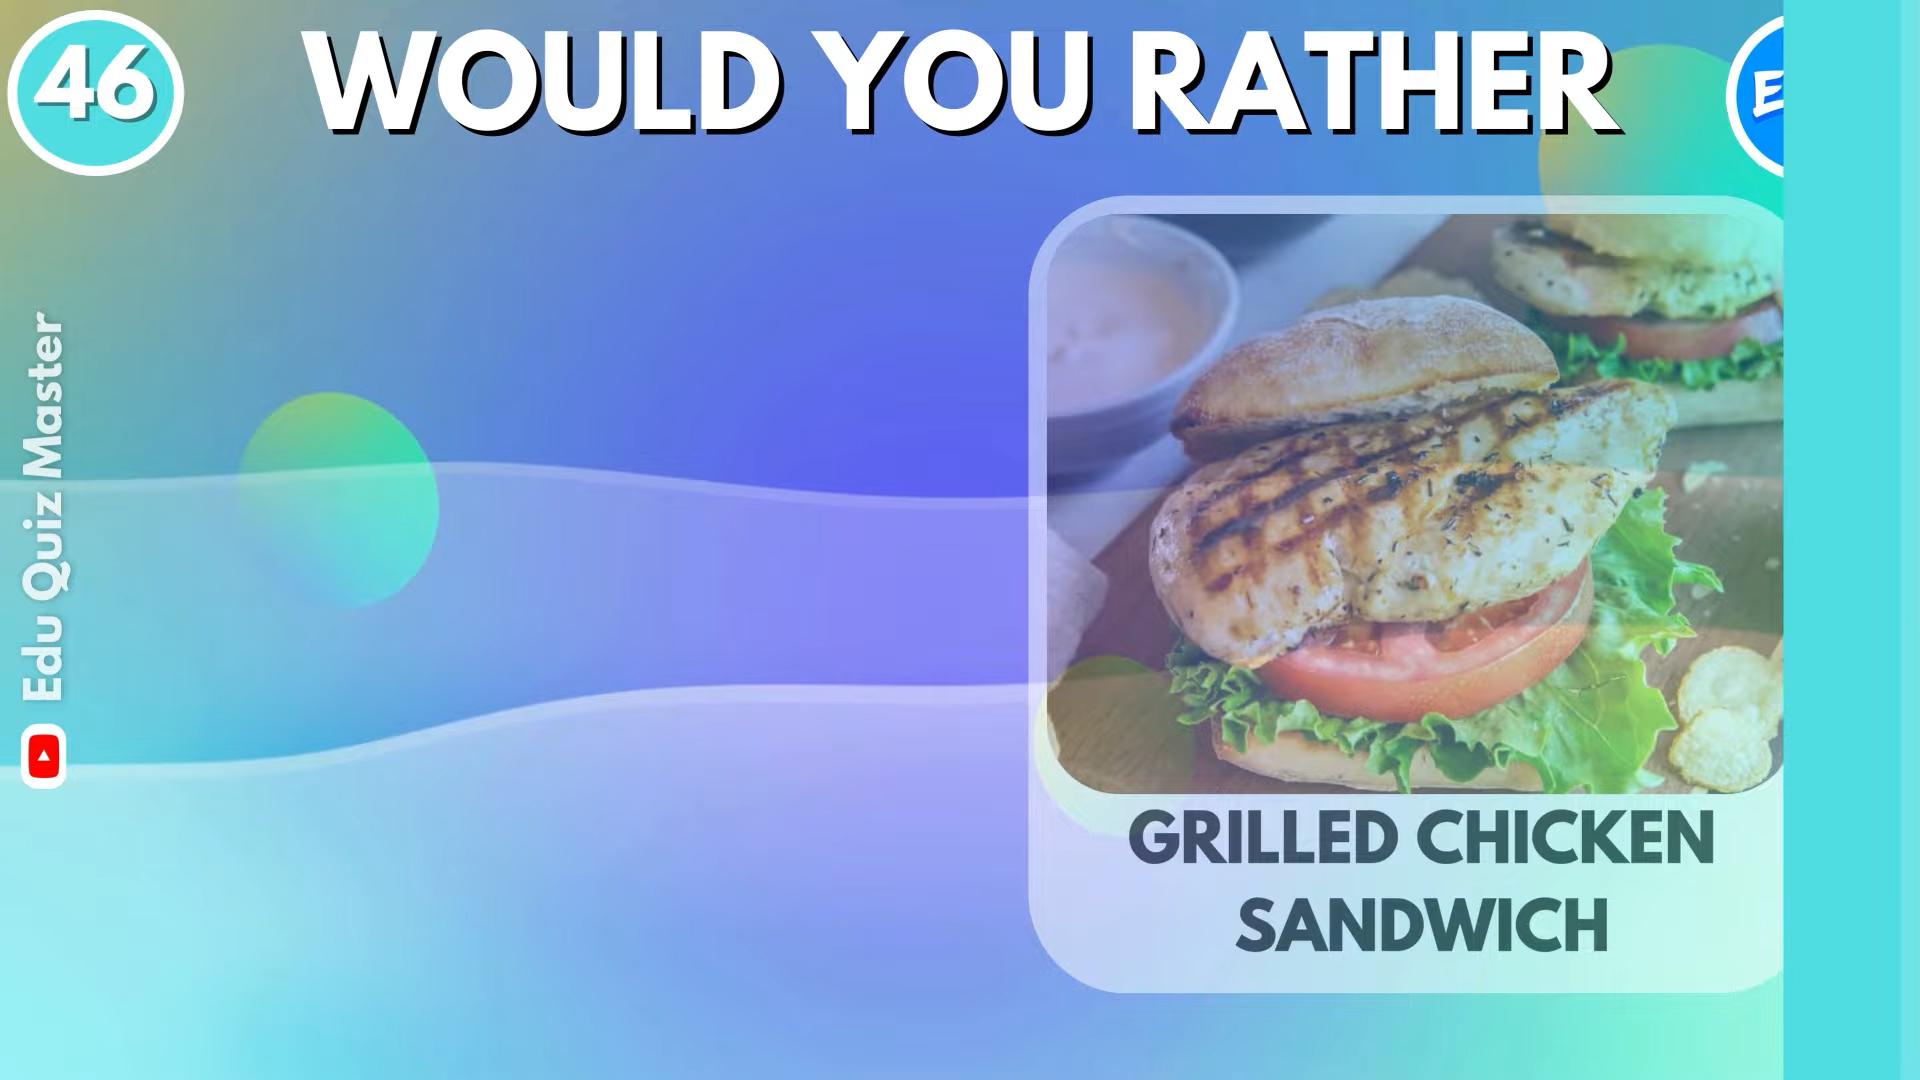 46
WOULD YOU RATHER
E
Edu Quiz Master
GRILLED CHICKEN
SANDWICH